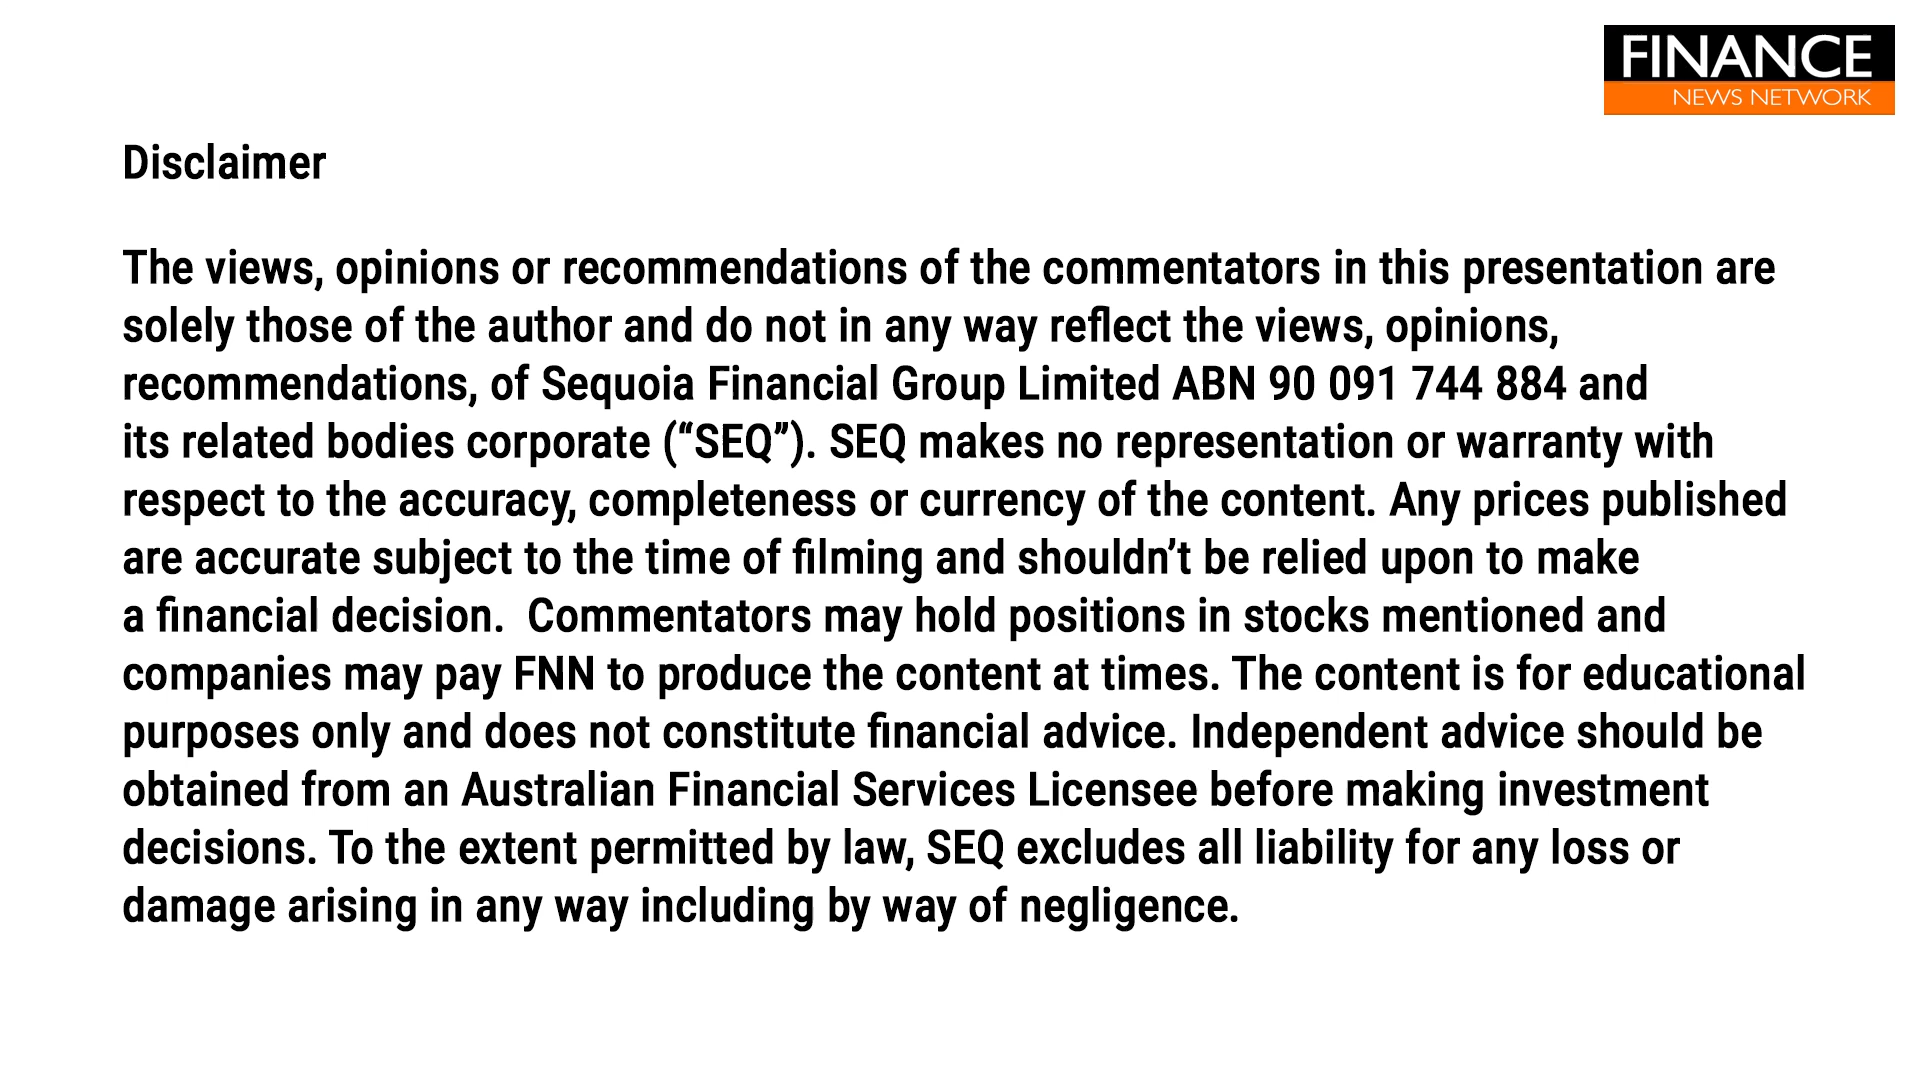 FINANCE
NEWS NETWORK
Disclaimer
The views, opinions or recommendations of the commentators in this presentation are
solely those of the author and do not in any way reflect the views, opinions,
recommendations, of Sequoia Financial Group Limited ABN 90 091 744 884 and
its related bodies corporate (“SEQ”). SEQ makes no representation or warranty with
respect to the accuracy, completeness or currency of the content. Any prices published
are accurate subject to the time of filming and shouldn’t be relied upon to make
a financial decision.  Commentators may hold positions in stocks mentioned and
companies may pay FNN to produce the content at times. The content is for educational
purposes only and does not constitute financial advice. Independent advice should be
obtained from an Australian Financial Services Licensee before making investment
decisions. To the extent permitted by law, SEQ excludes all liability for any loss or
damage arising in any way including by way of negligence.